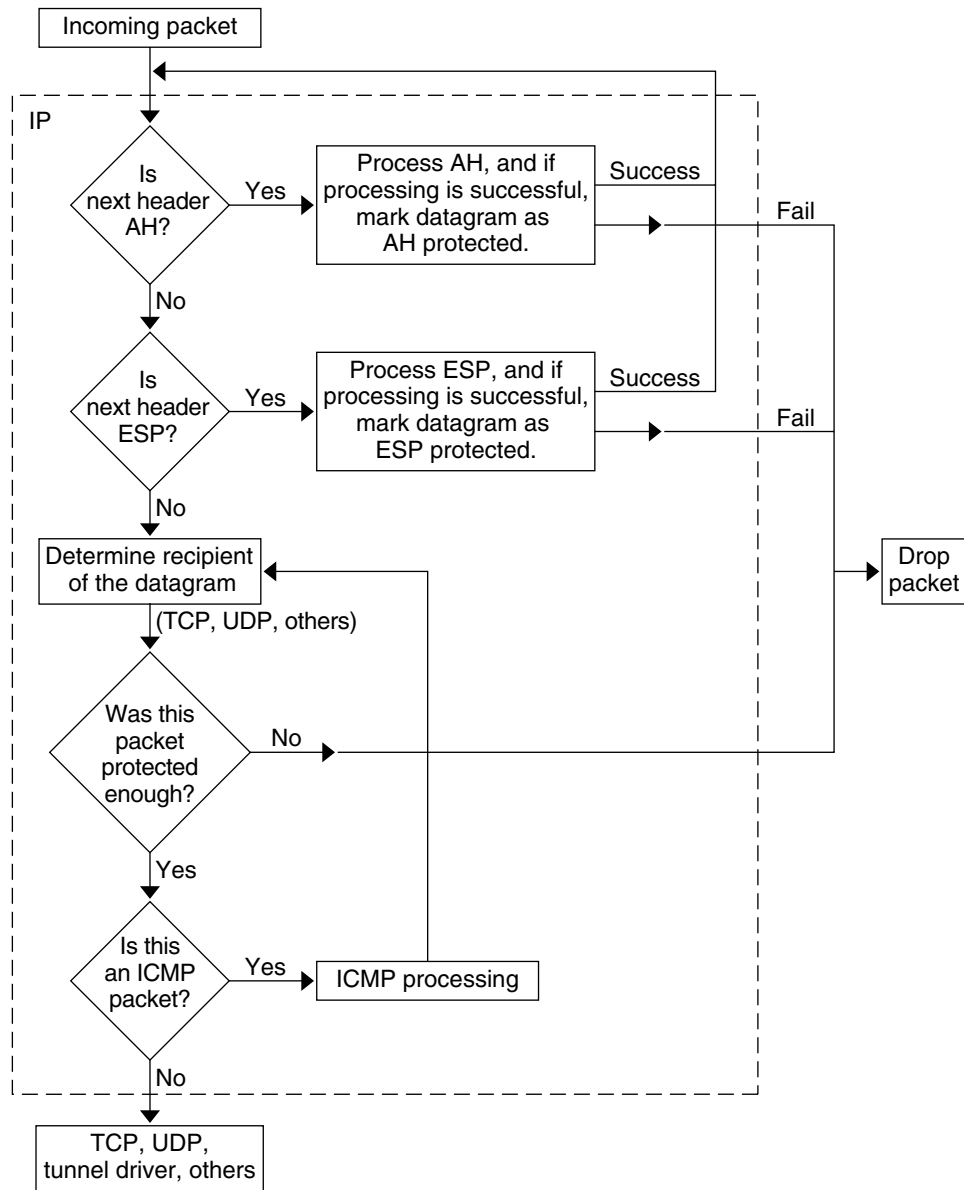 Incoming packet
IP
Is
next header
AH?
Yes
Process AH, and if
processing is successful,
mark datagram as
AH protected.
Success
Fail
No
Is
next header
ESP?
Yes
Process ESP, and if
processing is successful,
mark datagram as
ESP protected.
Success
Fail
No
Determine recipient
of the datagram
Drop
packet
(TCP, UDP, others)
Was this
packet
protected
enough?
No
Yes
Is this
an ICMP
packet?
Yes
ICMP processing
No
TCP, UDP,
tunnel driver, others